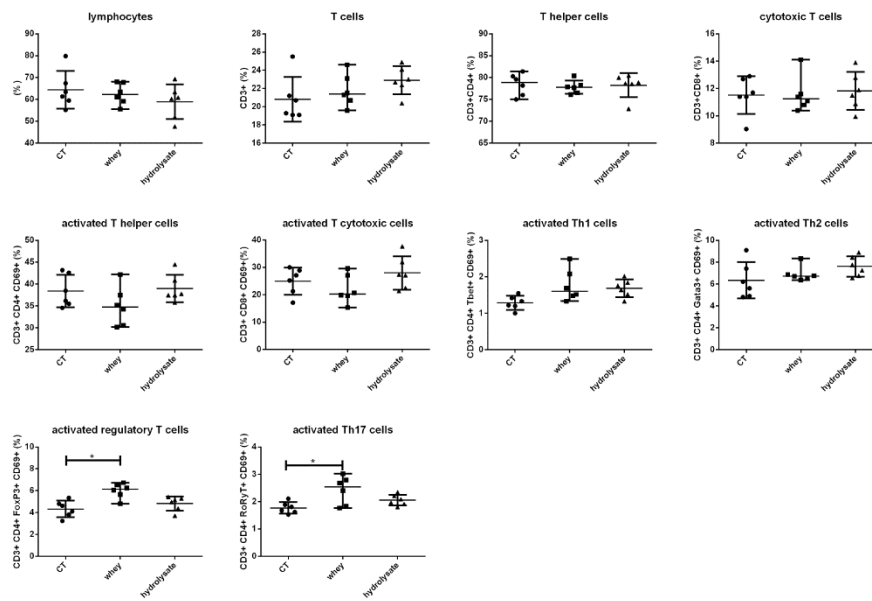 lymphocytes
(%)
100
90
80
70
60
50
40
CT
whey
hydrolysate
T cells
CD3+ (%)
28
26
24
22
20
18
16
CT
whey
hydrolysate
T helper cells
CD3+CD4+ (%)
90
85
80
75
70
65
CT
whey
hydrolysate
cytotoxic T cells
CD3+CD8+ (%)
16
14
12
10
8
CT
whey
hydrolysate
activated T helper cells
CD3+ CD4+ CD69+(%)
50
45
40
35
30
25
CT
whey
hydrolysate
activated T cytotoxic cells
CD3+ CD8+ CD69+(%)
40
30
20
10
0
CT
whey
hydrolysate
activated Th1 cells
CD3+ CD4+ Tbet+ CD69+(%)
3
2
1
0
CT
whey
hydrolysate
activated Th2 cells
CD3+ CD4+ Gata3+ CD69+(%)
10
8
6
4
2
0
CT
whey
hydrolysate
activated regulatory T cells
CD3+ CD4+ FoxP3+ CD69+ (%)
10
8
6
4
2
0
*
CT
whey
hydrolysate
activated Th17 cells
CD3+ CD4+ RoRyT+ CD69+ (%)
4
3
2
1
0
*
CT
whey
hydrolysate